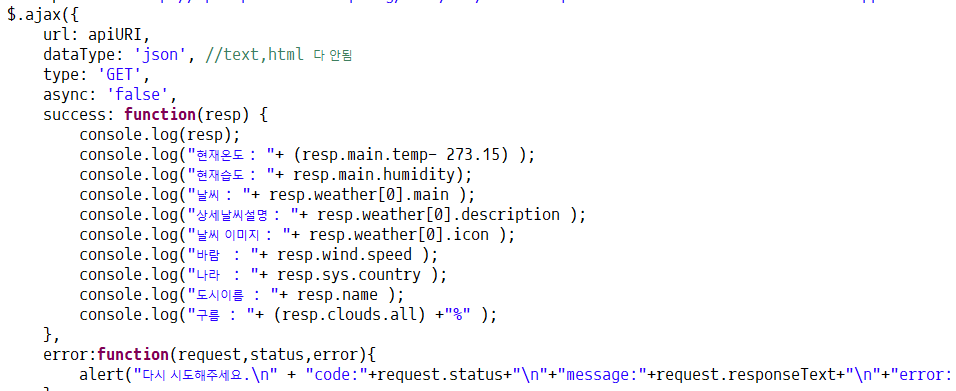 $.ajax({
    url: apiURI,
    dataType: 'json', //text,html 다 안됨
    type: 'GET',
    async: 'false',
    success: function(resp) {
        console.log(resp);
        console.log("현재온도 : "+ (resp.main.temp- 273.15) );
        console.log("현재습도 : "+ resp.main.humidity);
        console.log("날씨 : "+ resp.weather[0].main );
        console.log("상세날씨설명 : "+ resp.weather[0].description );
        console.log("날씨 이미지 : "+ resp.weather[0].icon );
        console.log("바람  : "+ resp.wind.speed );
        console.log("나라  : "+ resp.sys.country );
        console.log("도시이름 : "+ resp.name );
        console.log("구름 : "+ (resp.clouds.all) +"%" );
    },
    error:function(request,status,error){
        alert("다시 시도해주세요.\n" + "code:"+request.status+"\n"+"message:"+request.responseText+"\n"+"error: